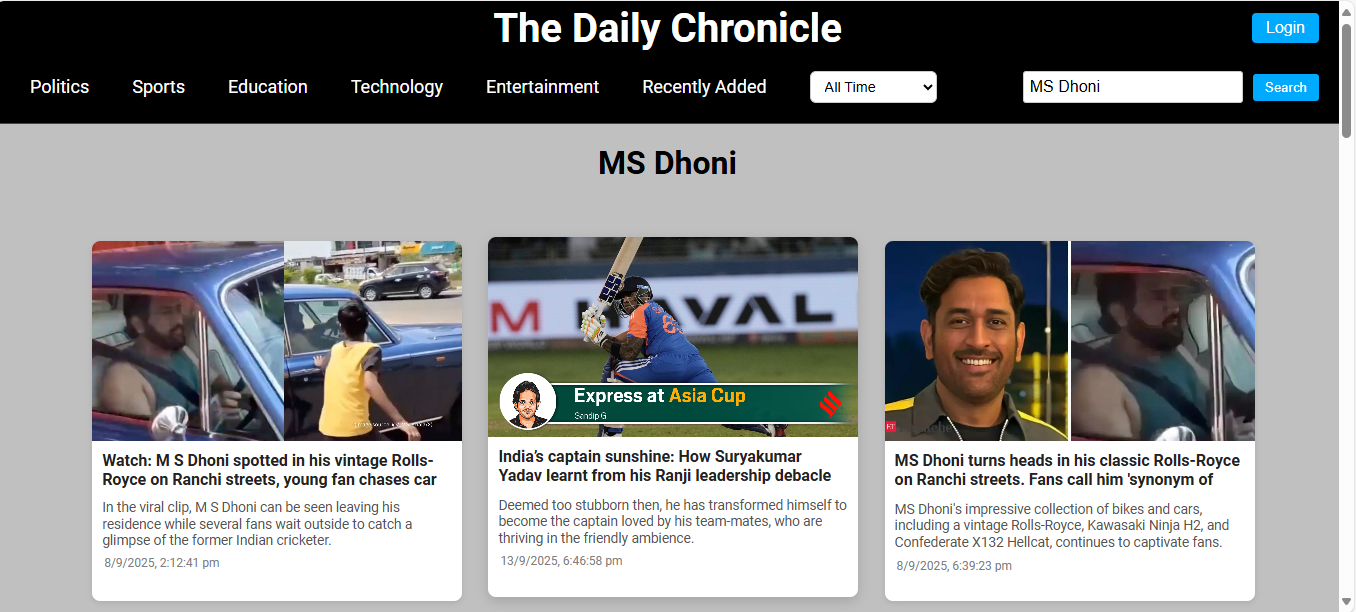 The Daily Chronicle
Login
Politics Sports Education Technology Entertainment Recently Added All Time MS Dhoni Search
MS Dhoni
M NAVAL
Express at Asia Cup
Sandip G
ET
Watch: M S Dhoni spotted in his vintage Rolls-
Royce on Ranchi streets, young fan chases car
In the viral clip, M S Dhoni can be seen leaving his
residence while several fans wait outside to catch a
glimpse of the former Indian cricketer.
8/9/2025, 2:12:41 pm
India’s captain sunshine: How Suryakumar
Yadav learnt from his Ranji leadership debacle
Deemed too stubborn then, he has transformed himself to
become the captain loved by his team-mates, who are
thriving in the friendly ambience.
13/9/2025, 6:46:58 pm
MS Dhoni turns heads in his classic Rolls-Royce
on Ranchi streets. Fans call him 'synonym of
MS Dhoni's impressive collection of bikes and cars,
including a vintage Rolls-Royce, Kawasaki Ninja H2, and
Confederate X132 Hellcat, continues to captivate fans.
8/9/2025, 6:39:23 pm